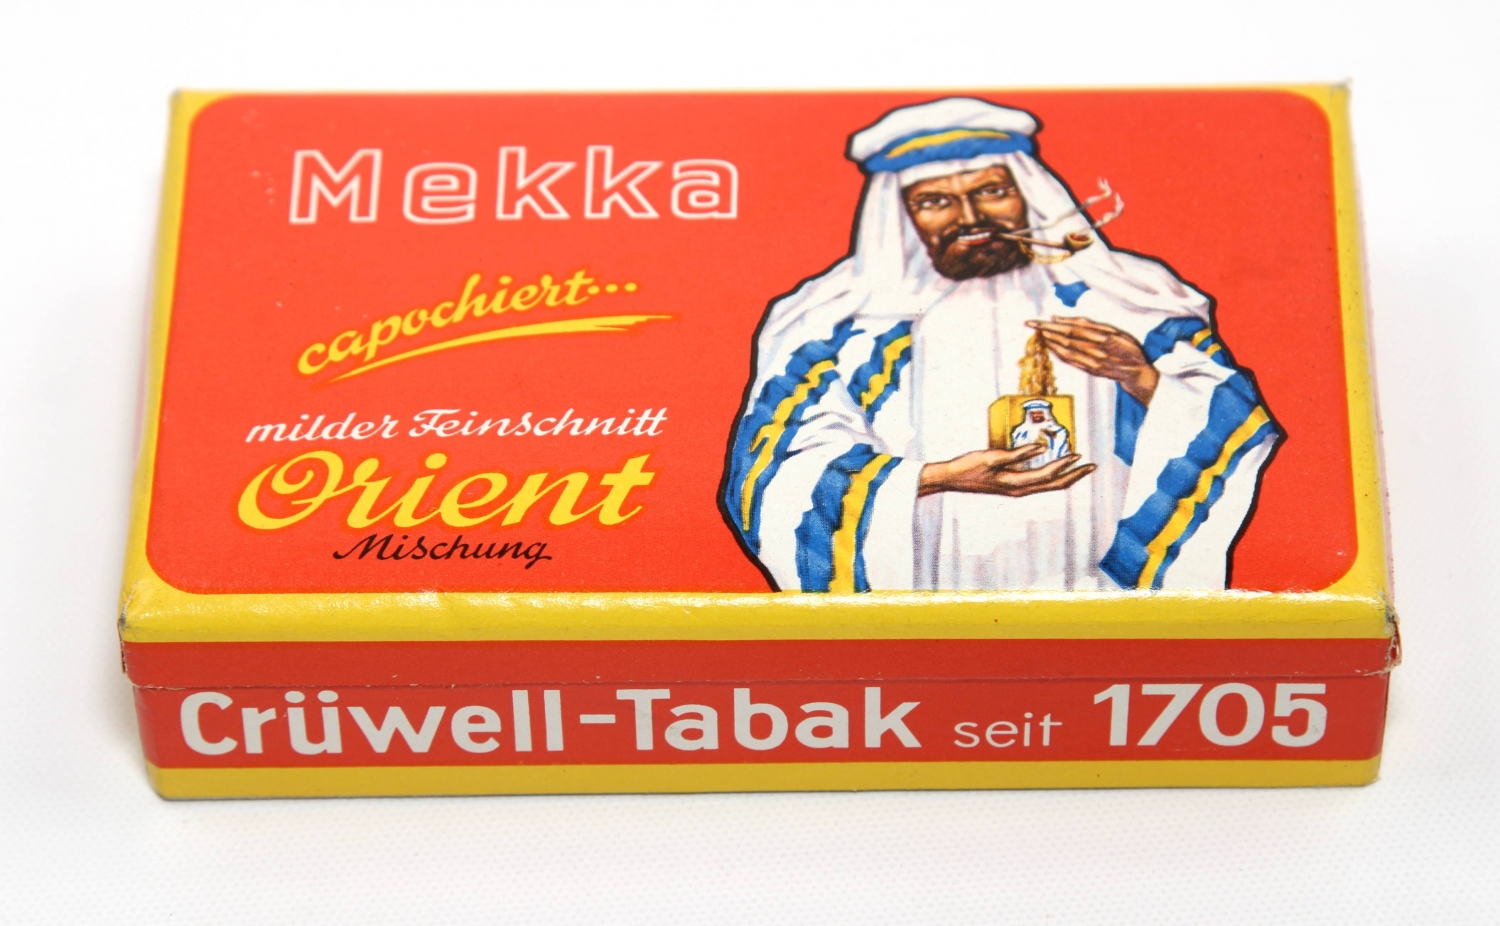 Mekka
capochiert...
milder Feinschnitt
Orient
Mischung
Crüwell-Tabak seit 1705